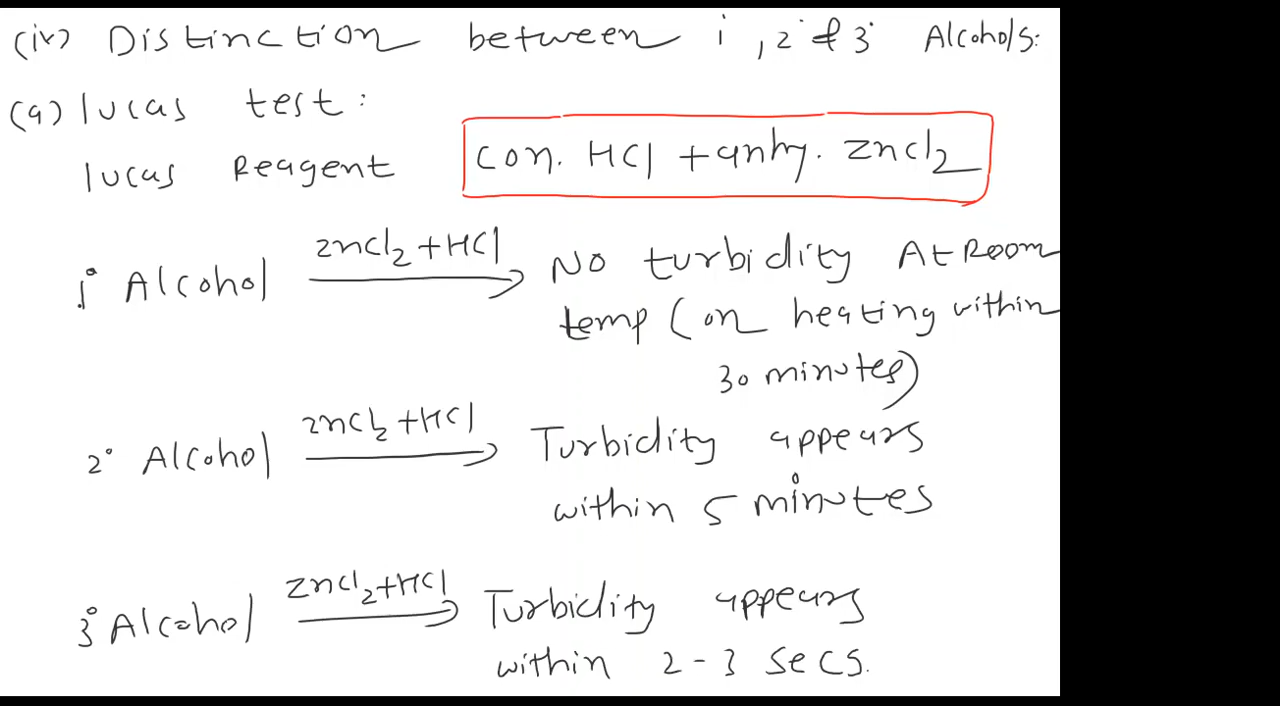 (iv) Distinction between 1°, 2° & 3° Alcohols:
(a) lucas test:
lucas Reagent con. HCl + anhy. ZnCl2
1° Alcohol ZnCl2 + HCl → No turbidity At Room
temp (on heating within
30 minutes)
2° Alcohol ZnCl2 + HCl → Turbidity appears
within 5 minutes
3° Alcohol ZnCl2 + HCl → Turbidity appears
within 2 - 3 secs.